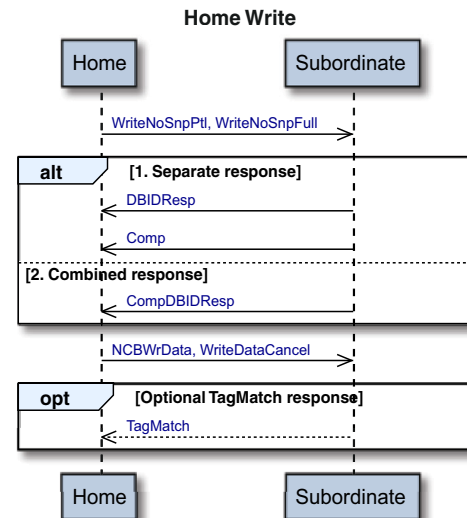 Home Write
Home
Subordinate
WriteNoSnpPtl, WriteNoSnpFull
alt
[1. Separate response]
DBIDResp
Comp
[2. Combined response]
CompDBIDResp
NCBWrData, WriteDataCancel
opt
[Optional TagMatch response]
TagMatch
Home
Subordinate